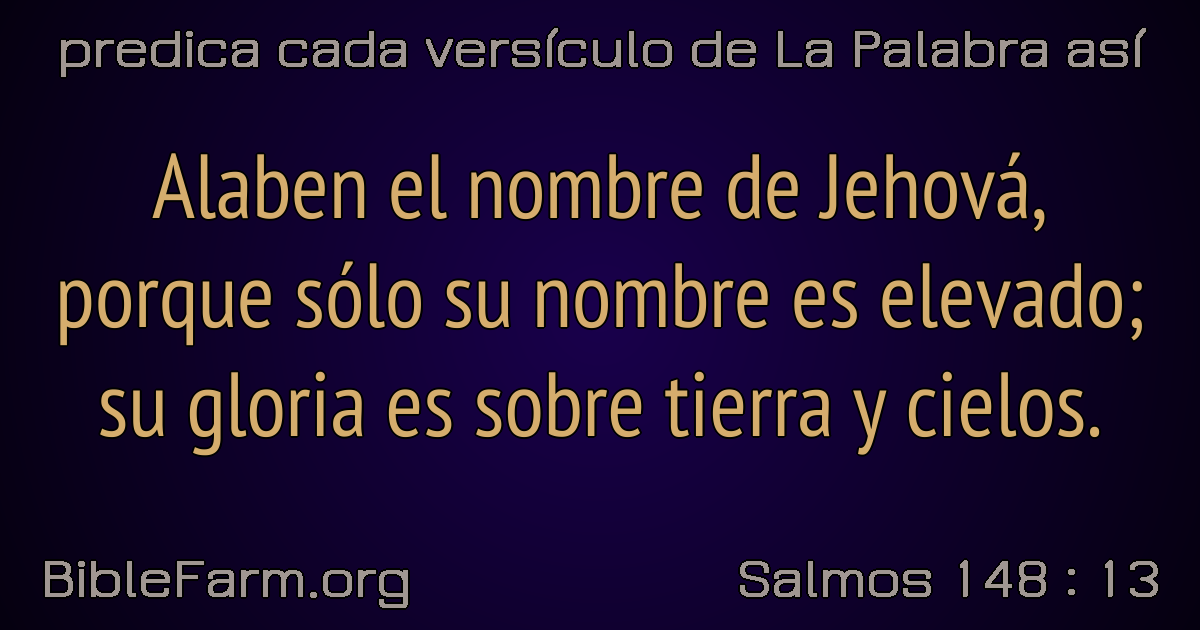 predica cada versículo de La Palabra así
Alaben el nombre de Jehová,
porque sólo su nombre es elevado;
su gloria es sobre tierra y cielos.
BibleFarm.org
Salmos 148 : 13